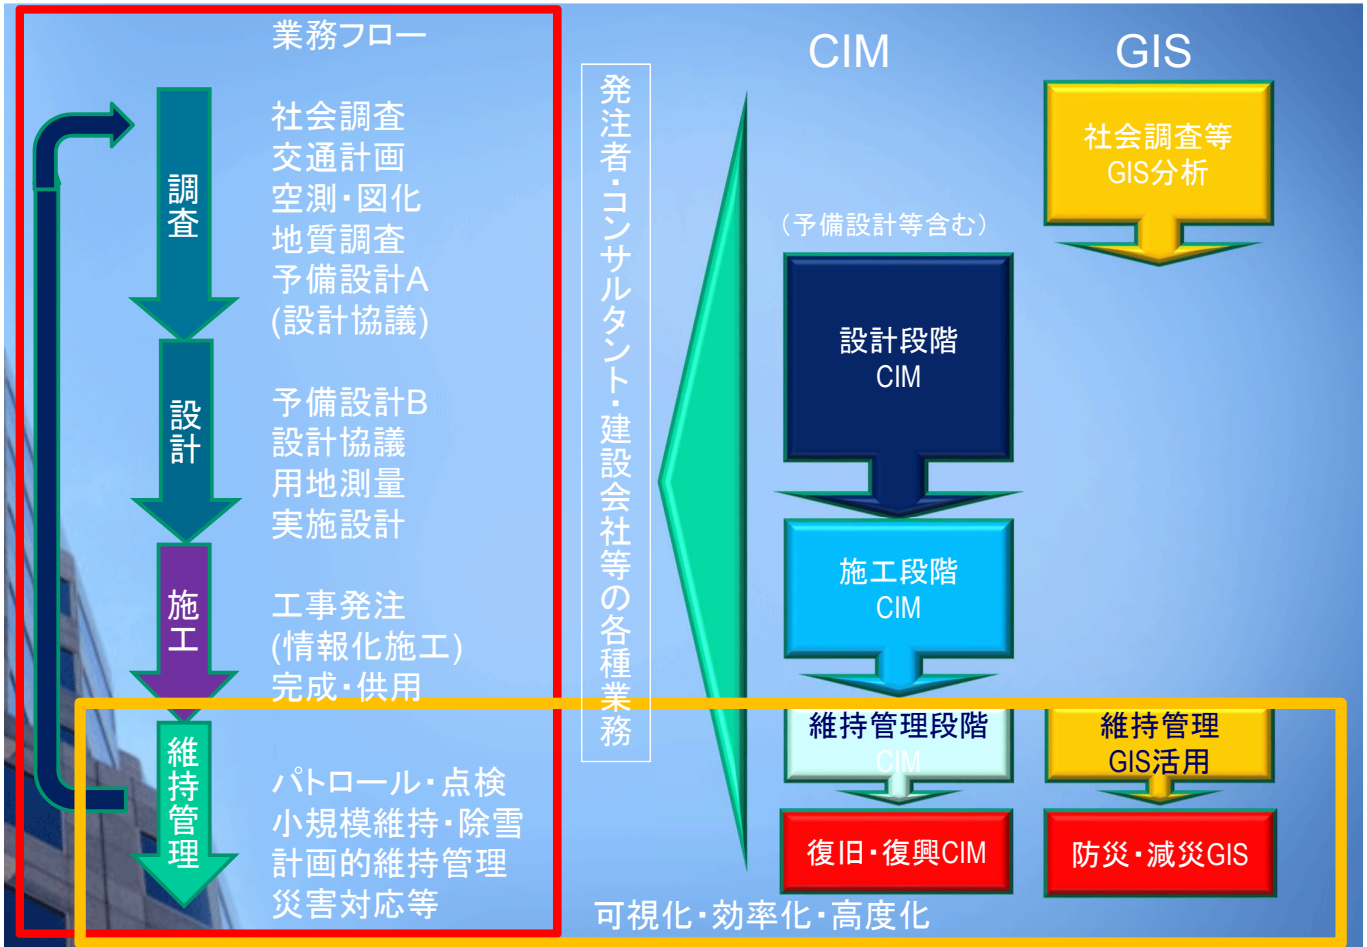 業務フロー
調査
社会調査
交通計画
空測・図化
地質調査
予備設計A
(設計協議)
設計
予備設計B
設計協議
用地測量
実施設計
施工
工事発注
(情報化施工)
完成・供用
維持管理
パトロール・点検
小規模維持・除雪
計画的維持管理
災害対応等
発注者・コンサルタント・建設会社等の各種業務
CIM
(予備設計等含む)
設計段階
CIM
施工段階
CIM
維持管理段階
CIM
復旧・復興CIM
GIS
社会調査等
GIS分析
維持管理
GIS活用
防災・減災GIS
可視化・効率化・高度化